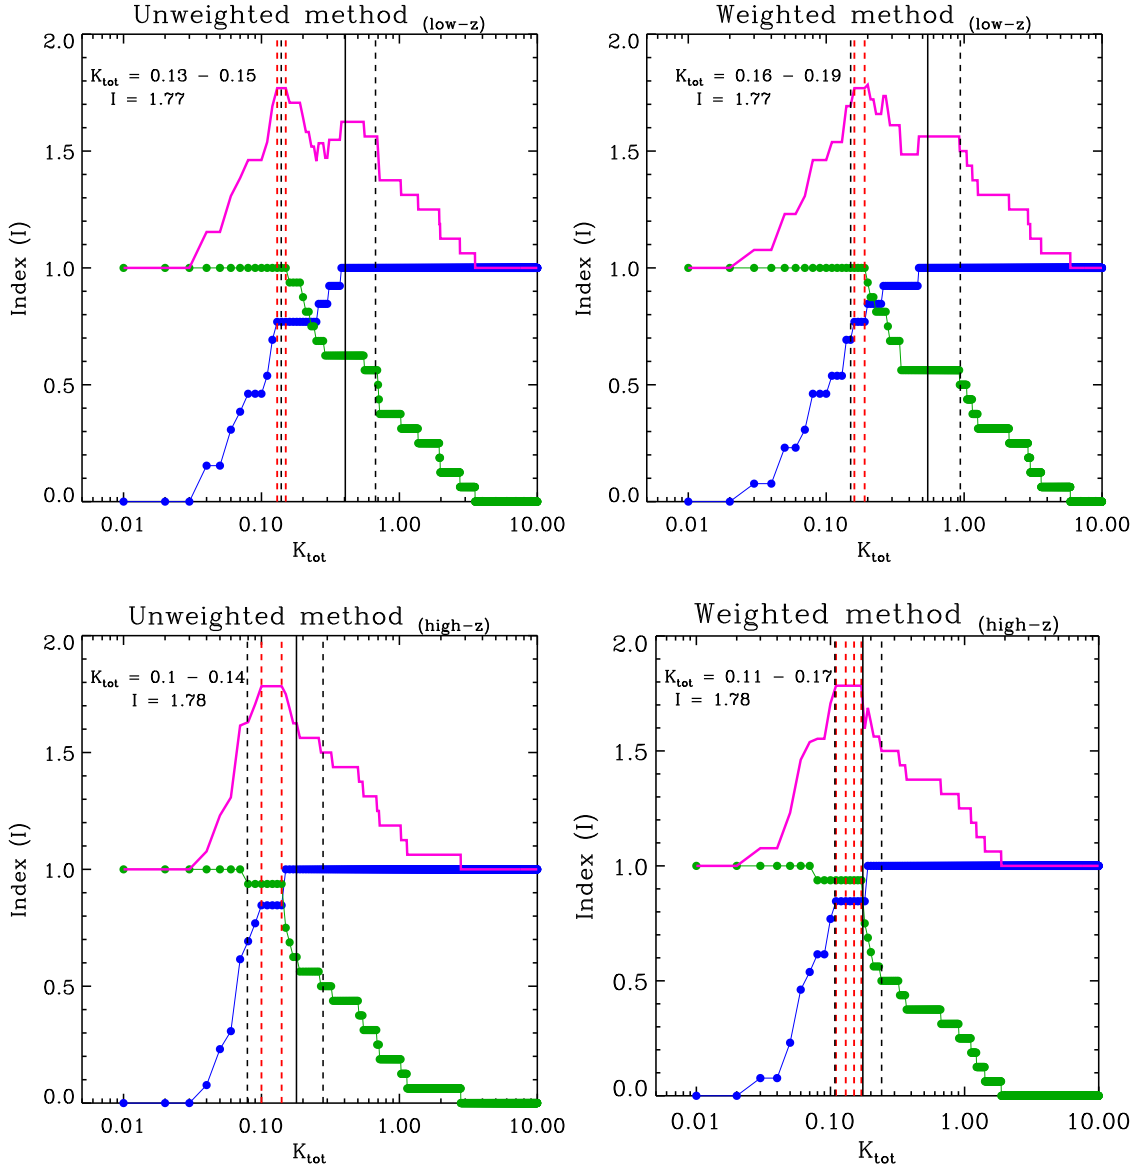 Unweighted method (low-z)
2.0
1.5
1.0
0.5
0.0
Index (I)
K_tot = 0.13 - 0.15
I = 1.77
0.01 0.10 1.00 10.00
K_tot
Weighted method (low-z)
2.0
1.5
1.0
0.5
0.0
Index (I)
K_tot = 0.16 - 0.19
I = 1.77
0.01 0.10 1.00 10.00
K_tot
Unweighted method (high-z)
2.0
1.5
1.0
0.5
0.0
Index (I)
K_tot = 0.1 - 0.14
I = 1.78
0.01 0.10 1.00 10.00
K_tot
Weighted method (high-z)
2.0
1.5
1.0
0.5
0.0
Index (I)
K_tot = 0.11 - 0.17
I = 1.78
0.01 0.10 1.00 10.00
K_tot